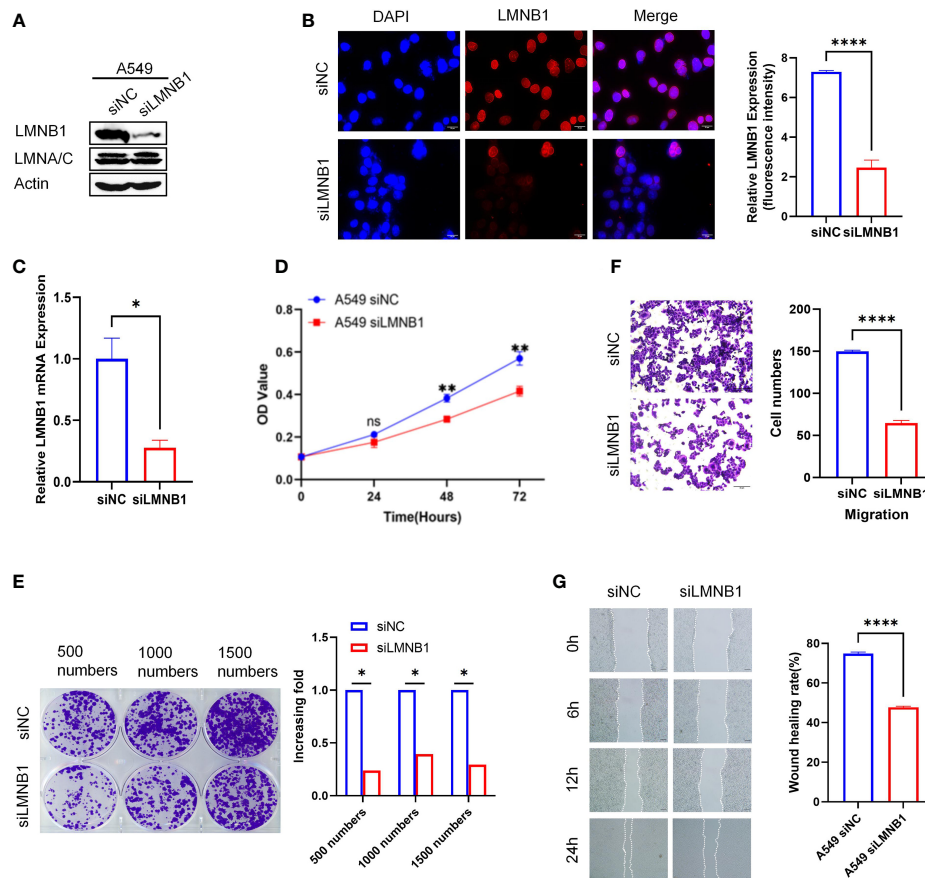 A
A549
siNC
siLMNB1
LMNB1
LMNA/C
Actin
B
DAPI
LMNB1
Merge
siNC
siLMNB1
Relative LMNB1 Expression
(fluorescence intensity)
8
6
4
2
0
****
siNC siLMNB1
C
Relative LMNB1 mRNA Expression
1.5
1.0
0.5
0.0
*
siNC siLMNB1
D
A549 siNC
A549 siLMNB1
OD Value
0.8
0.6
0.4
0.2
0.0
ns
**
**
0 24 48 72
Time(Hours)
F
siNC
siLMNB1
Cell numbers
200
150
100
50
0
****
siNC siLMNB1
Migration
E
500
numbers
1000
numbers
1500
numbers
siNC
siLMNB1
siNC
siLMNB1
Increasing fold
1.5
1.0
0.5
0.0
* * *
500 numbers
1000 numbers
1500 numbers
G
siNC siLMNB1
0h
6h
12h
24h
Wound healing rate(%)
80
60
40
20
0
****
A549 siNC
A549 siLMNB1